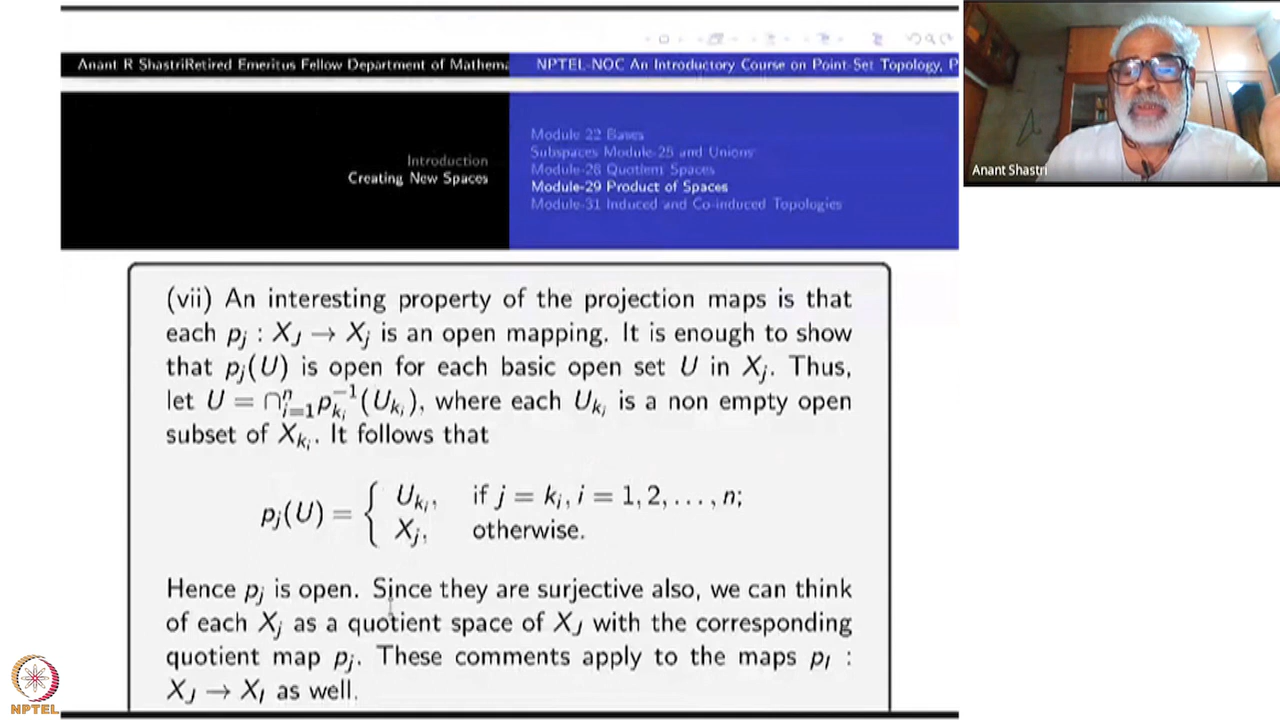 Anant R ShastriRetired Emeritus Fellow Department of Mathema
NPTEL-NOC An Introductory Course on Point-Set Topology, P
Introduction
Creating New Spaces
Module-22 Bases
Subspaces Module-25 and Unions
Module-28 Quotient Spaces
Module-29 Product of Spaces
Module-31 Induced and Co-induced Topologies
Anant Shastri
(vii) An interesting property of the projection maps is that
each p_j : X_J → X_j is an open mapping. It is enough to show
that p_j(U) is open for each basic open set U in X_J. Thus,
let U = ∩_{i=1}^n p_{k_i}^{-1}(U_{k_i}), where each U_{k_i} is a non empty open
subset of X_{k_i}. It follows that
p_j(U) = { U_{k_i}, if j = k_i, i = 1, 2, . . . , n;
X_j, otherwise.
Hence p_j is open. Since they are surjective also, we can think
of each X_j as a quotient space of X_J with the corresponding
quotient map p_j. These comments apply to the maps p_I :
X_J → X_I as well.
NPTEL